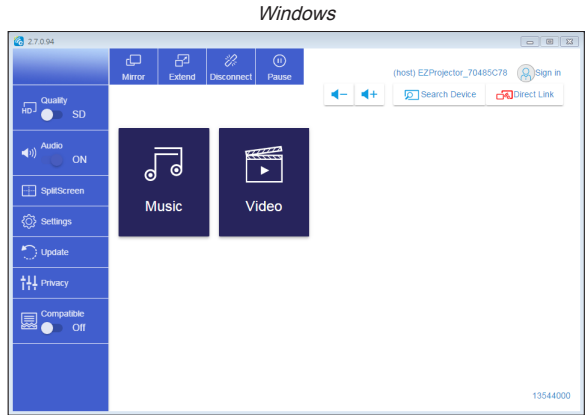 Windows
2.7.0.94
Mirror Extend Disconnect Pause
(host) EZProjector_70485C78 Sign in
Search Device Direct Link
HD Quality SD
Audio ON
SplitScreen
Settings
Update
Privacy
Compatible Off
Music Video
13544000